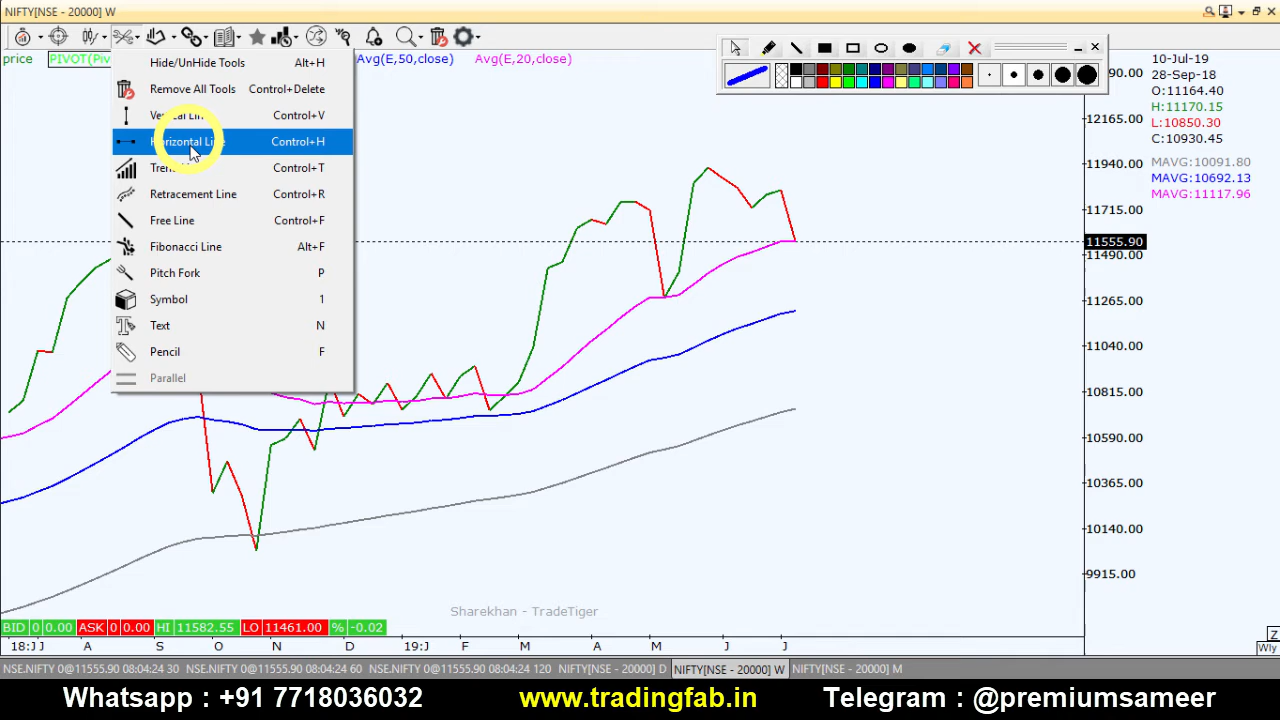 NIFTY[NSE - 20000] W
price
PIVOT(Piv
Avg(E,50,close)
Avg(E,20,close)
Hide/UnHide Tools Alt+H
Remove All Tools Control+Delete
Vertical Line Control+V
Horizontal Line Control+H
Control+T
Retracement Line Control+R
Free Line Control+F
Fibonacci Line Alt+F
Pitch Fork P
Symbol 1
Text N
Pencil F
Parallel
10-Jul-19
28-Sep-18
O: 11164.40
H: 11170.15
L: 10850.30
C: 10930.45
MAVG: 10091.80
MAVG: 10692.13
MAVG: 11117.96
12165.00
11940.00
11715.00
11555.90
11490.00
11265.00
11040.00
10815.00
10590.00
10365.00
10140.00
9915.00
Sharekhan - TradeTiger
BID 0 0.00 ASK 0 0.00 HI 11582.55 LO 11461.00 % -0.02
18:J J A S O N D 19:J F M A M J J
Z
Wly
NSE.NIFTY 0@11555.90 08:04:24 30 NSE.NIFTY 0@11555.90 08:04:24 60 NSE.NIFTY 0@11555.90 08:04:24 120 NIFTY[NSE - 20000] D NIFTY[NSE - 20000] W NIFTY[NSE - 20000] M
Whatsapp : +91 7718036032 www.tradingfab.in Telegram : @premiumsameer